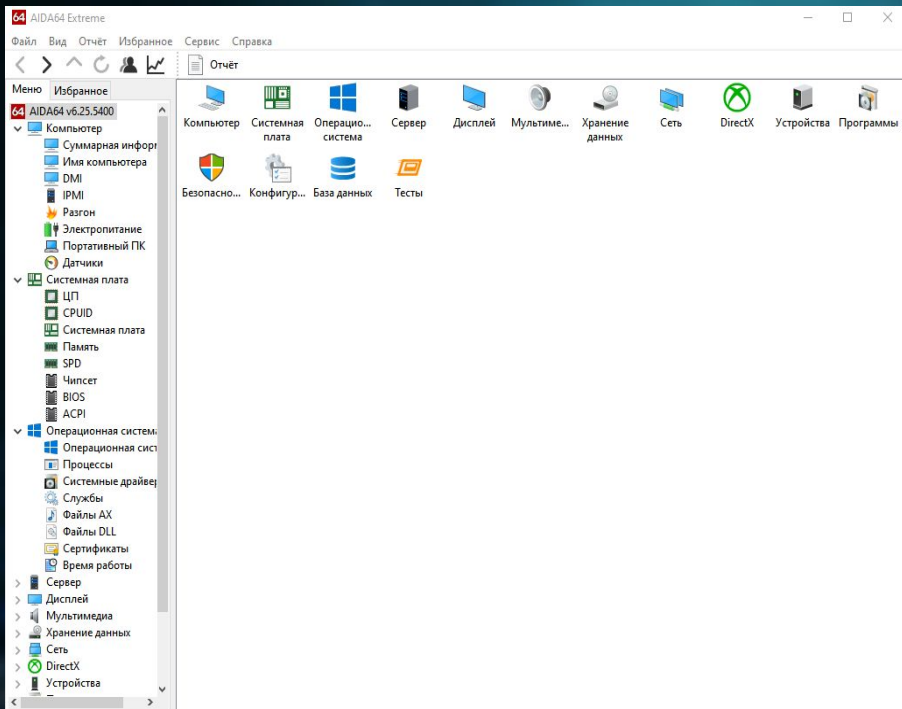 64 AIDA64 Extreme
Файл Вид Отчёт Избранное Сервис Справка
Отчёт
Меню Избранное
64 AIDA64 v6.25.5400
Компьютер
Суммарная информ
Имя компьютера
DMI
IPMI
Разгон
Электропитание
Портативный ПК
Датчики
Системная плата
ЦП
CPUID
Системная плата
Память
SPD
Чипсет
BIOS
ACPI
Операционная система
Операционная сист
Процессы
Системные драйвер
Службы
Файлы AX
Файлы DLL
Сертификаты
Время работы
Сервер
Дисплей
Мультимедиа
Хранение данных
Сеть
DirectX
Устройства
Компьютер Системная плата Операцио... система Сервер Дисплей Мультиме... Хранение данных Сеть DirectX Устройства Программы
Безопасно... Конфигур... База данных Тесты